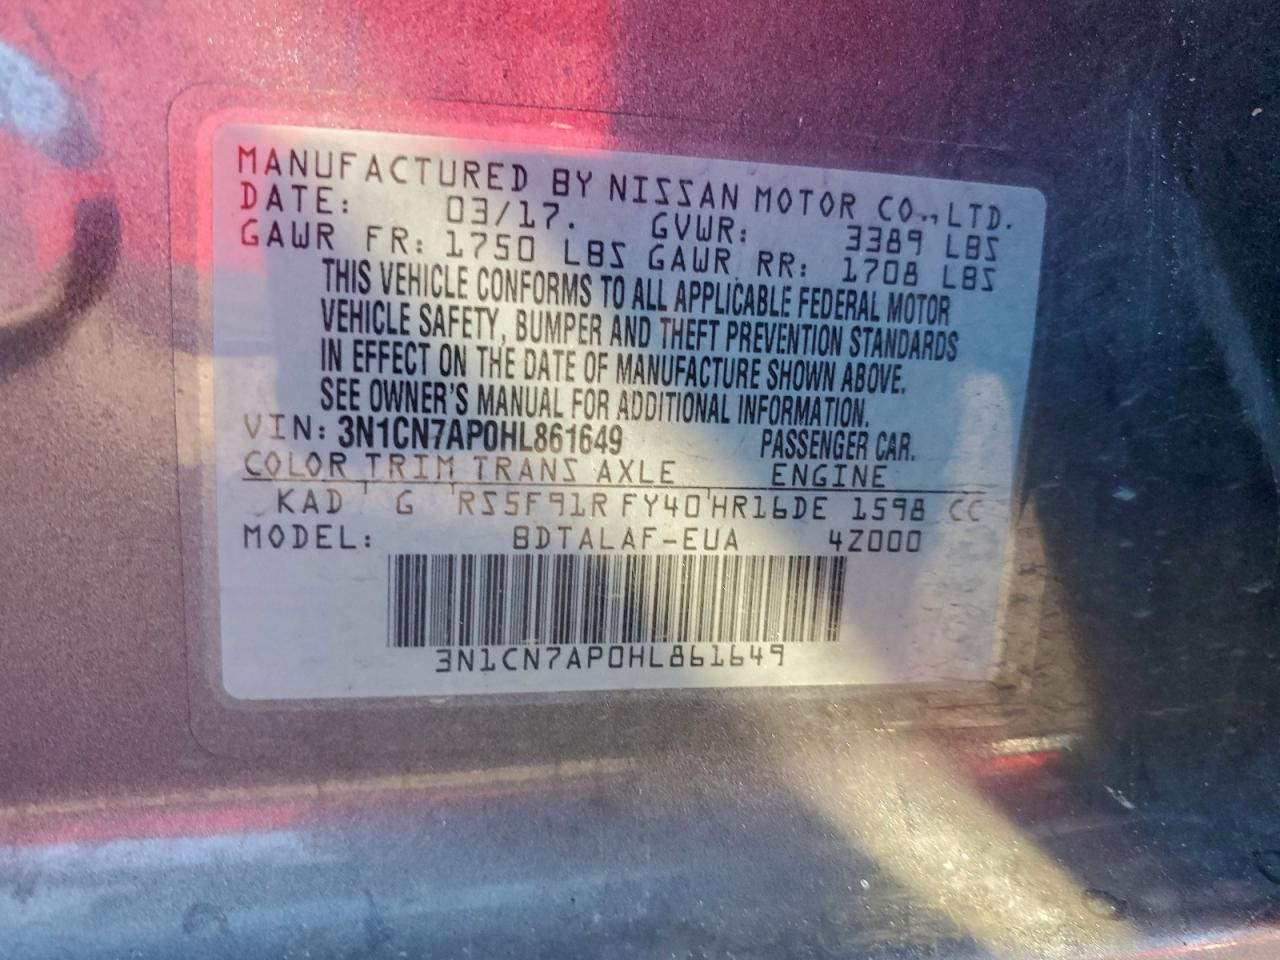 MANUFACTURED BY NISSAN MOTOR CO., LTD.
DATE: 03/17. GVWR: 3389 LBS
GAWR FR: 1750 LBS GAWR RR: 1708 LBS
THIS VEHICLE CONFORMS TO ALL APPLICABLE FEDERAL MOTOR
VEHICLE SAFETY, BUMPER AND THEFT PREVENTION STANDARDS
IN EFFECT ON THE DATE OF MANUFACTURE SHOWN ABOVE.
SEE OWNER'S MANUAL FOR ADDITIONAL INFORMATION.
VIN: 3N1CN7AP0HL861649 PASSENGER CAR.
COLOR TRIM TRANS AXLE ENGINE
KAD G RS5F91R FY40 HR16DE 1598 CC
MODEL: BDTALAF-EUA 4Z000
3N1CN7AP0HL861649